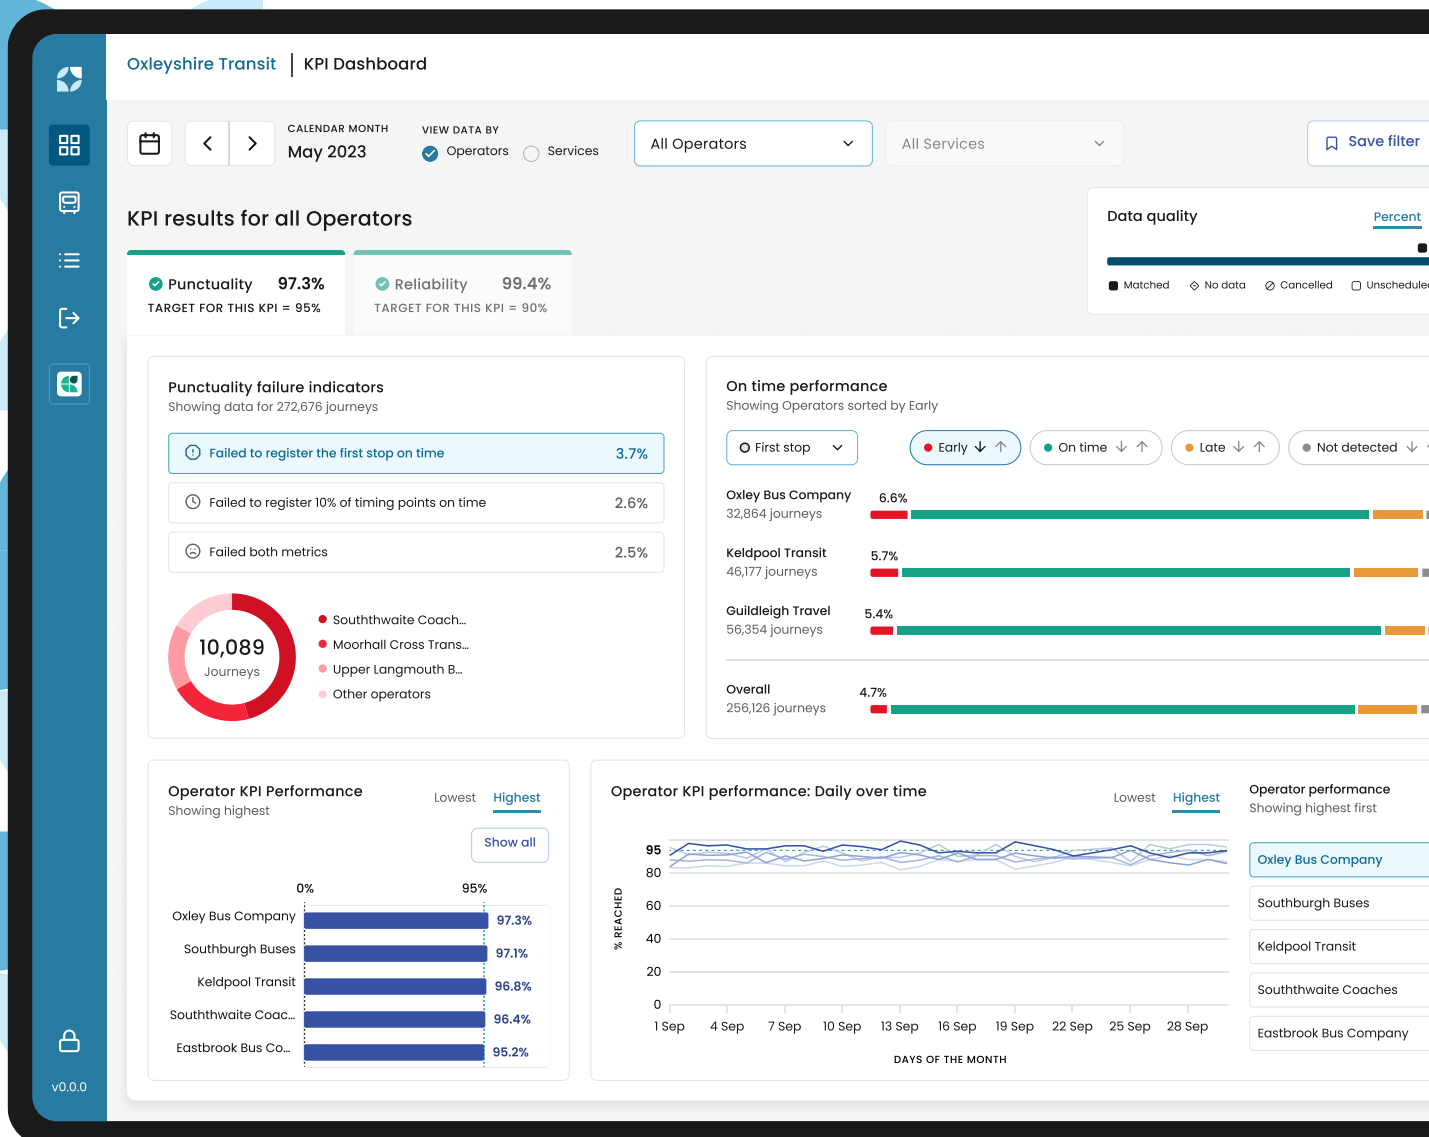 Oxleyshire Transit | KPI Dashboard
CALENDAR MONTH
May 2023
VIEW DATA BY
Operators
Services
All Operators
All Services
Save filter
KPI results for all Operators
Punctuality 97.3%
TARGET FOR THIS KPI = 95%
Reliability 99.4%
TARGET FOR THIS KPI = 90%
Data quality
Percent
Matched
No data
Cancelled
Unscheduled
Punctuality failure indicators
Showing data for 272,676 journeys
Failed to register the first stop on time 3.7%
Failed to register 10% of timing points on time 2.6%
Failed both metrics 2.5%
10,089
Journeys
Souththwaite Coach...
Moorhall Cross Trans...
Upper Langmouth B...
Other operators
On time performance
Showing Operators sorted by Early
First stop
Early
On time
Late
Not detected
Oxley Bus Company 6.6%
32,864 journeys
Keldpool Transit 5.7%
46,177 journeys
Guildleigh Travel 5.4%
56,354 journeys
Overall 4.7%
256,126 journeys
Operator KPI Performance
Showing highest
Lowest
Highest
Show all
0% 95%
Oxley Bus Company 97.3%
Southburgh Buses 97.1%
Keldpool Transit 96.8%
Souththwaite Coac... 96.4%
Eastbrook Bus Co... 95.2%
Operator KPI performance: Daily over time
Lowest
Highest
% REACHED
95
80
60
40
20
0
1 Sep 4 Sep 7 Sep 10 Sep 13 Sep 16 Sep 19 Sep 22 Sep 25 Sep 28 Sep
DAYS OF THE MONTH
Operator performance
Showing highest first
Oxley Bus Company
Southburgh Buses
Keldpool Transit
Souththwaite Coaches
Eastbrook Bus Company
v0.0.0